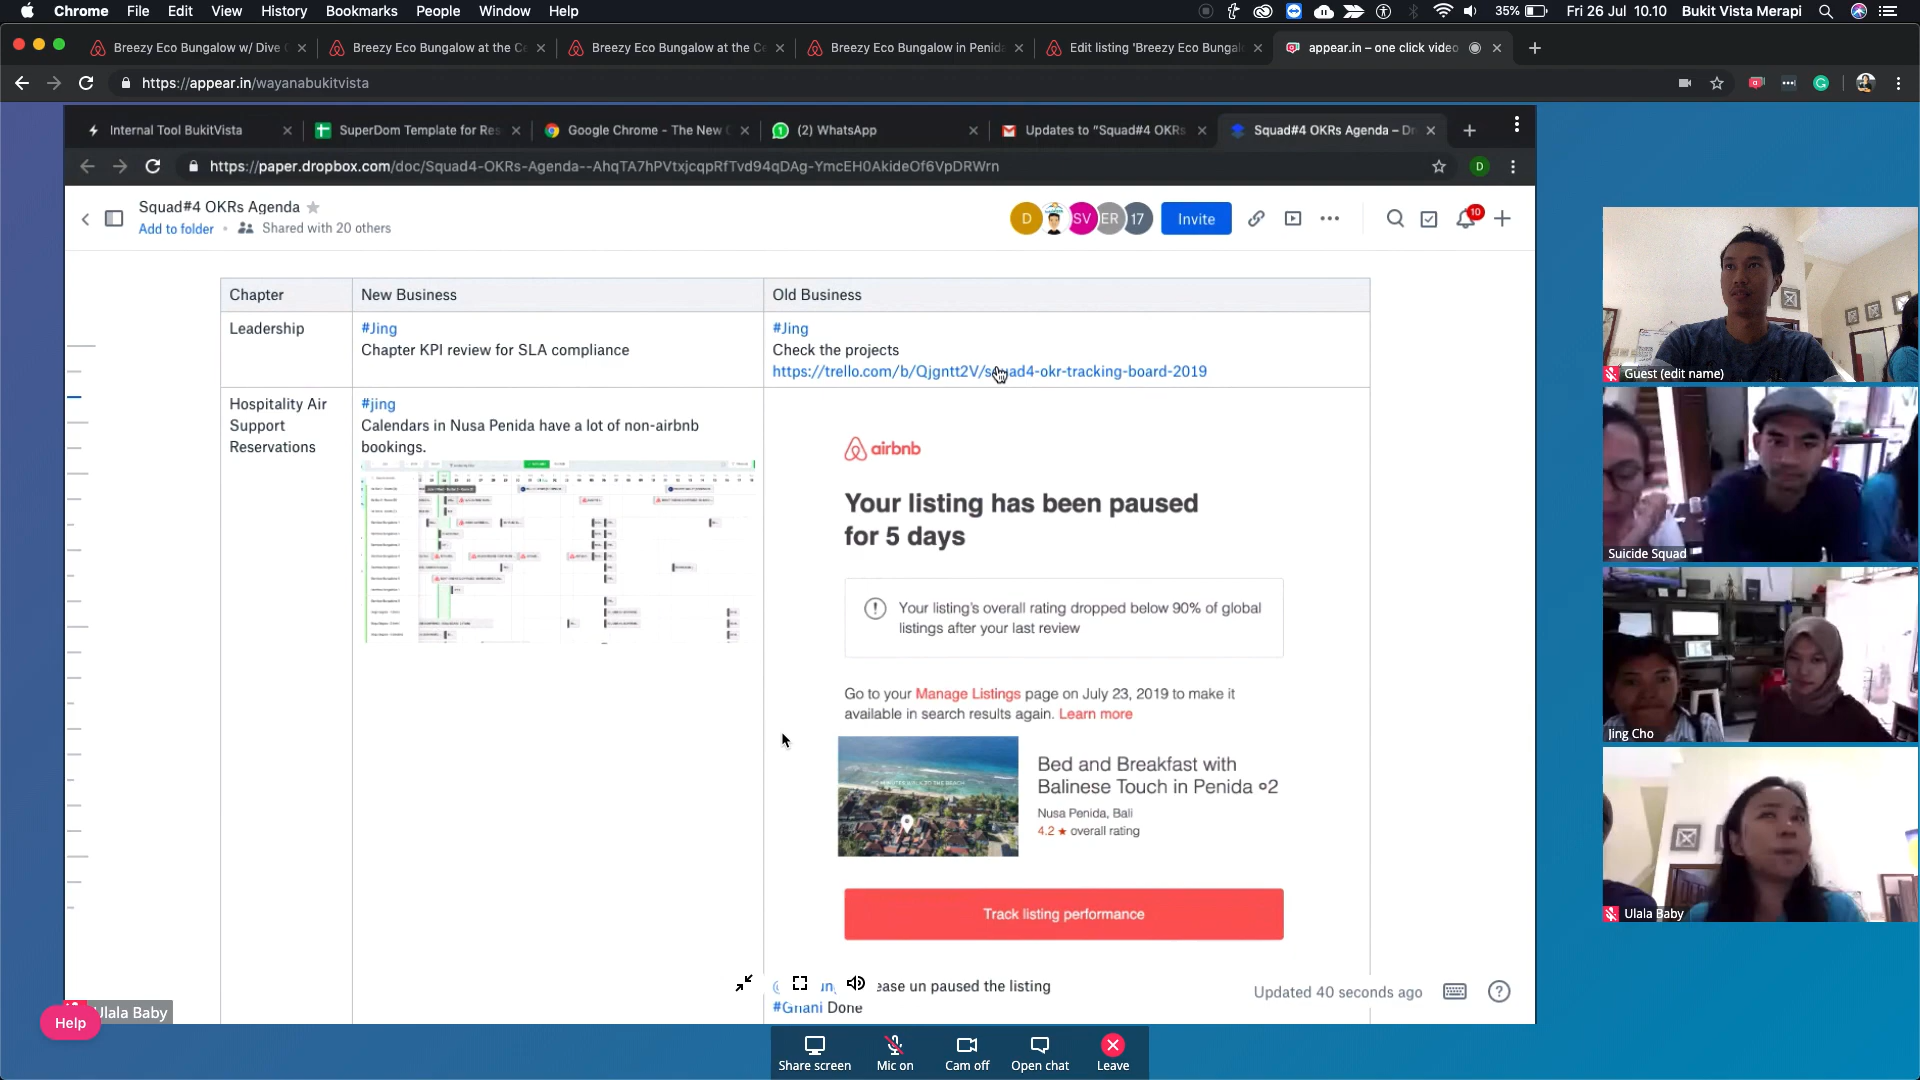 Chrome File Edit View History Bookmarks People Window Help
35% Fri 26 Jul 10.10 Bukit Vista Merapi
Breezy Eco Bungalow w/ Dive
Breezy Eco Bungalow at the Ce
Breezy Eco Bungalow at the Ce
Breezy Eco Bungalow in Penida
Edit listing 'Breezy Eco Bungal
appear.in – one click video
https://appear.in/wayanabukitvista
Internal Tool BukitVista
SuperDom Template for Res
Google Chrome - The New
(2) WhatsApp
Updates to "Squad#4 OKRs
Squad#4 OKRs Agenda – Dr
https://paper.dropbox.com/doc/Squad4-OKRs-Agenda--AhqTA7hPVtxjcqpRfTvd94qDAg-YmcEH0AkideOf6VpDRWrn
D
Squad#4 OKRs Agenda
Add to folder • Shared with 20 others
D SV ER 17 Invite 10
Chapter New Business Old Business
Leadership
#Jing
Chapter KPI review for SLA compliance
#Jing
Check the projects
https://trello.com/b/Qjgntt2V/squad4-okr-tracking-board-2019
Hospitality Air
Support
Reservations
#jing
Calendars in Nusa Penida have a lot of non-airbnb
bookings.
airbnb
Your listing has been paused
for 5 days
Your listing's overall rating dropped below 90% of global
listings after your last review
Go to your Manage Listings page on July 23, 2019 to make it
available in search results again. Learn more
Bed and Breakfast with
Balinese Touch in Penida o2
Nusa Penida, Bali
4.2 ★ overall rating
Track listing performance
ease un paused the listing
#Gnani Done
Updated 40 seconds ago
Guest (edit name)
Suicide Squad
Jing Cho
Ulala Baby
Ulala Baby
Help
Share screen
Mic on
Cam off
Open chat
Leave